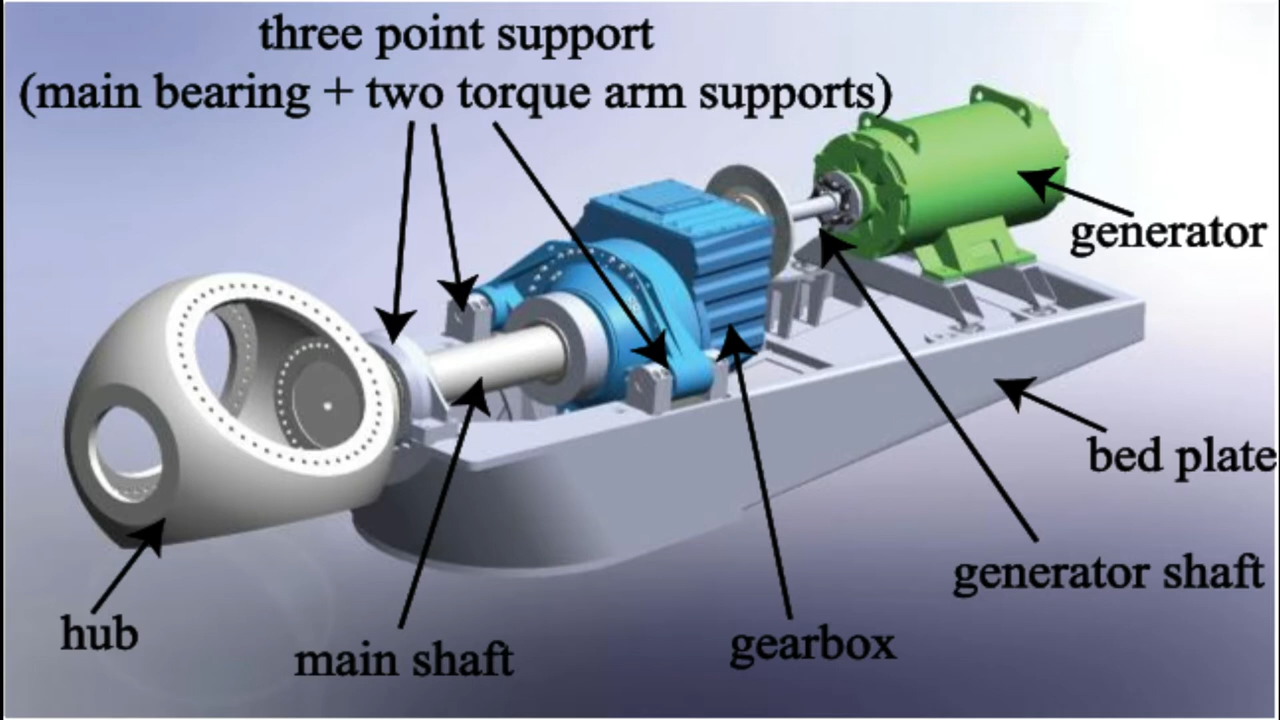 three point support
(main bearing + two torque arm supports)
generator
bed plate
generator shaft
hub
main shaft
gearbox